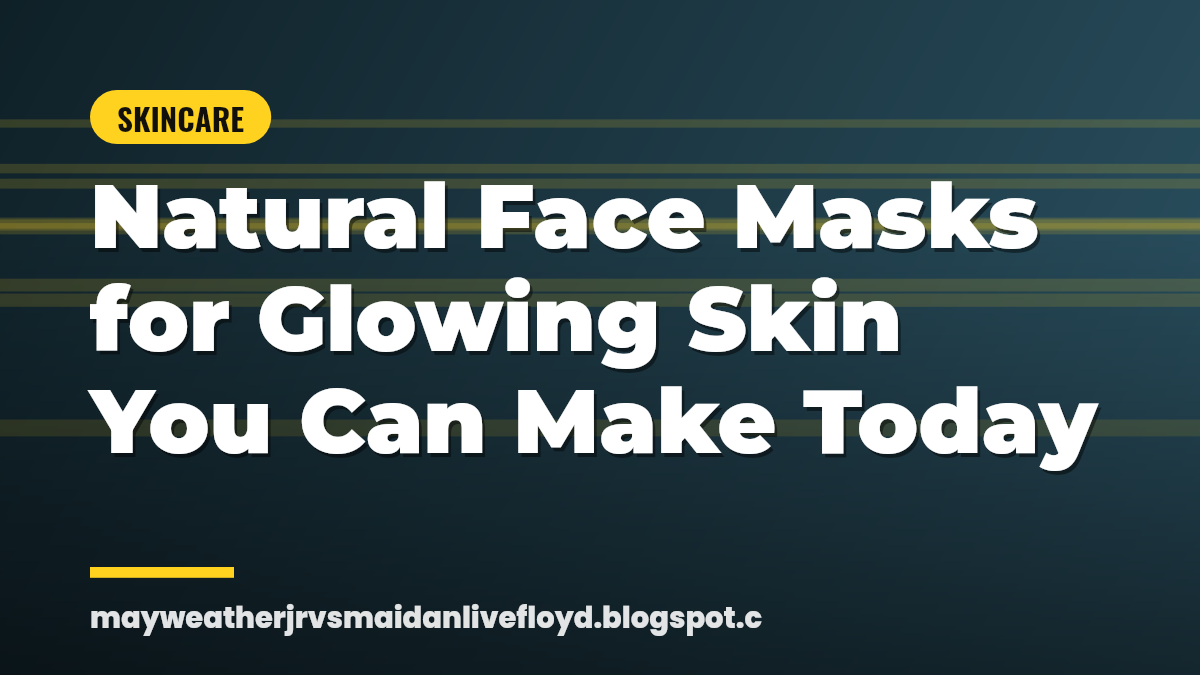 SKINCARE
Natural Face Masks
for Glowing Skin
You Can Make Today
mayweatherjrvsmaidanlivefloyd.blogspot.c